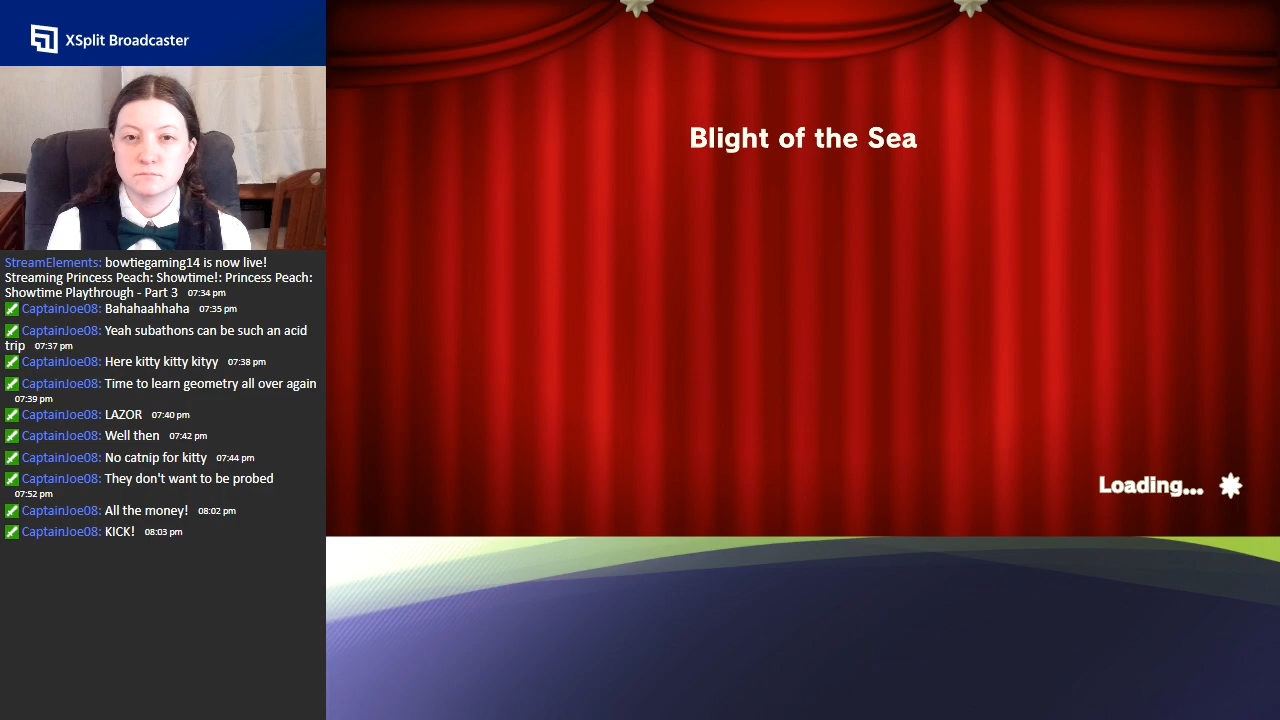 XSplit Broadcaster
StreamElements: bowtiegaming14 is now live!
Streaming Princess Peach: Showtime!: Princess Peach:
Showtime Playthrough - Part 3 07:34 pm
CaptainJoe08: Bahahaahhaha 07:35 pm
CaptainJoe08: Yeah subathons can be such an acid
trip 07:37 pm
CaptainJoe08: Here kitty kitty kityy 07:38 pm
CaptainJoe08: Time to learn geometry all over again
07:39 pm
CaptainJoe08: LAZOR 07:40 pm
CaptainJoe08: Well then 07:42 pm
CaptainJoe08: No catnip for kitty 07:44 pm
CaptainJoe08: They don't want to be probed
07:52 pm
CaptainJoe08: All the money! 08:02 pm
CaptainJoe08: KICK! 08:03 pm
Blight of the Sea
Loading...